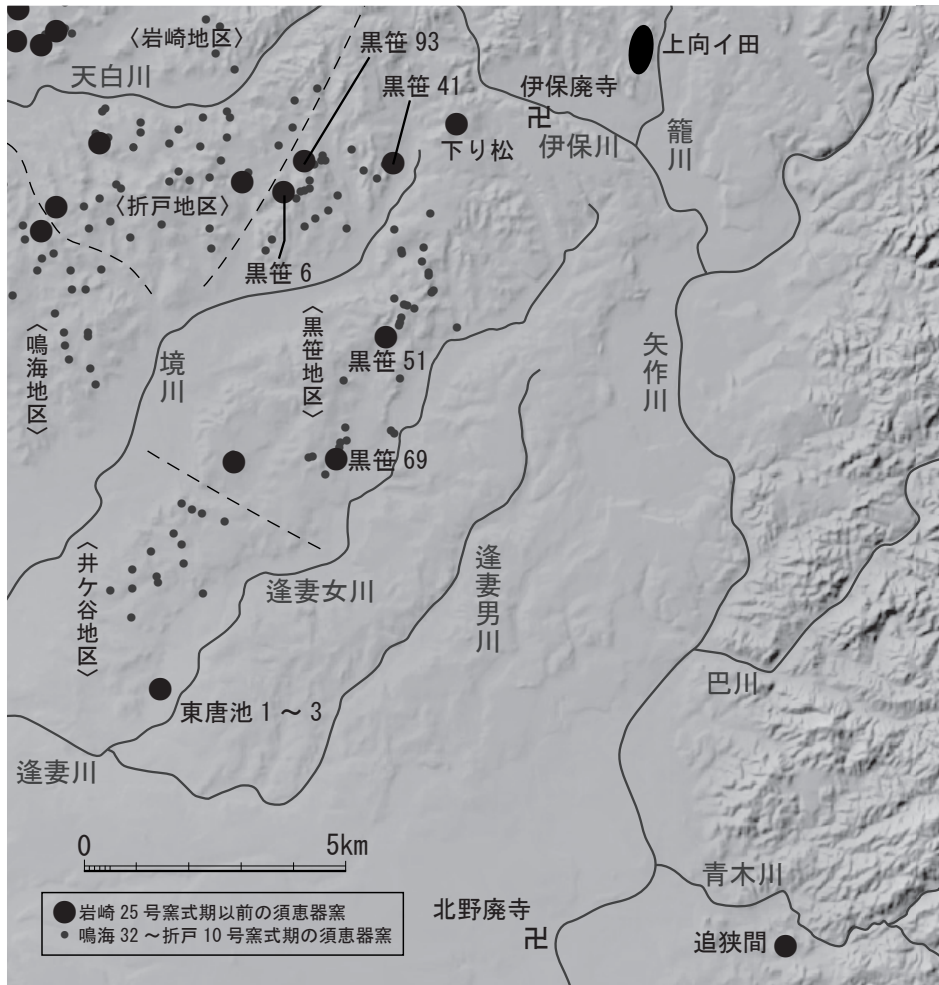 〈岩崎地区〉
黒笹 93
上向イ田
天白川
黒笹 41
伊保廃寺
卍
下り松
伊保川
籠川
〈折戸地区〉
黒笹 6
〈鳴海地区〉
境川
〈黒笹地区〉
黒笹 51
矢作川
黒笹 69
〈井ケ谷地区〉
逢妻女川
逢妻男川
巴川
東唐池 1 ～ 3
逢妻川
0 5km
青木川
北野廃寺
卍
追狭間
岩崎 25 号窯式期以前の須恵器窯
鳴海 32 ～折戸 10 号窯式期の須恵器窯